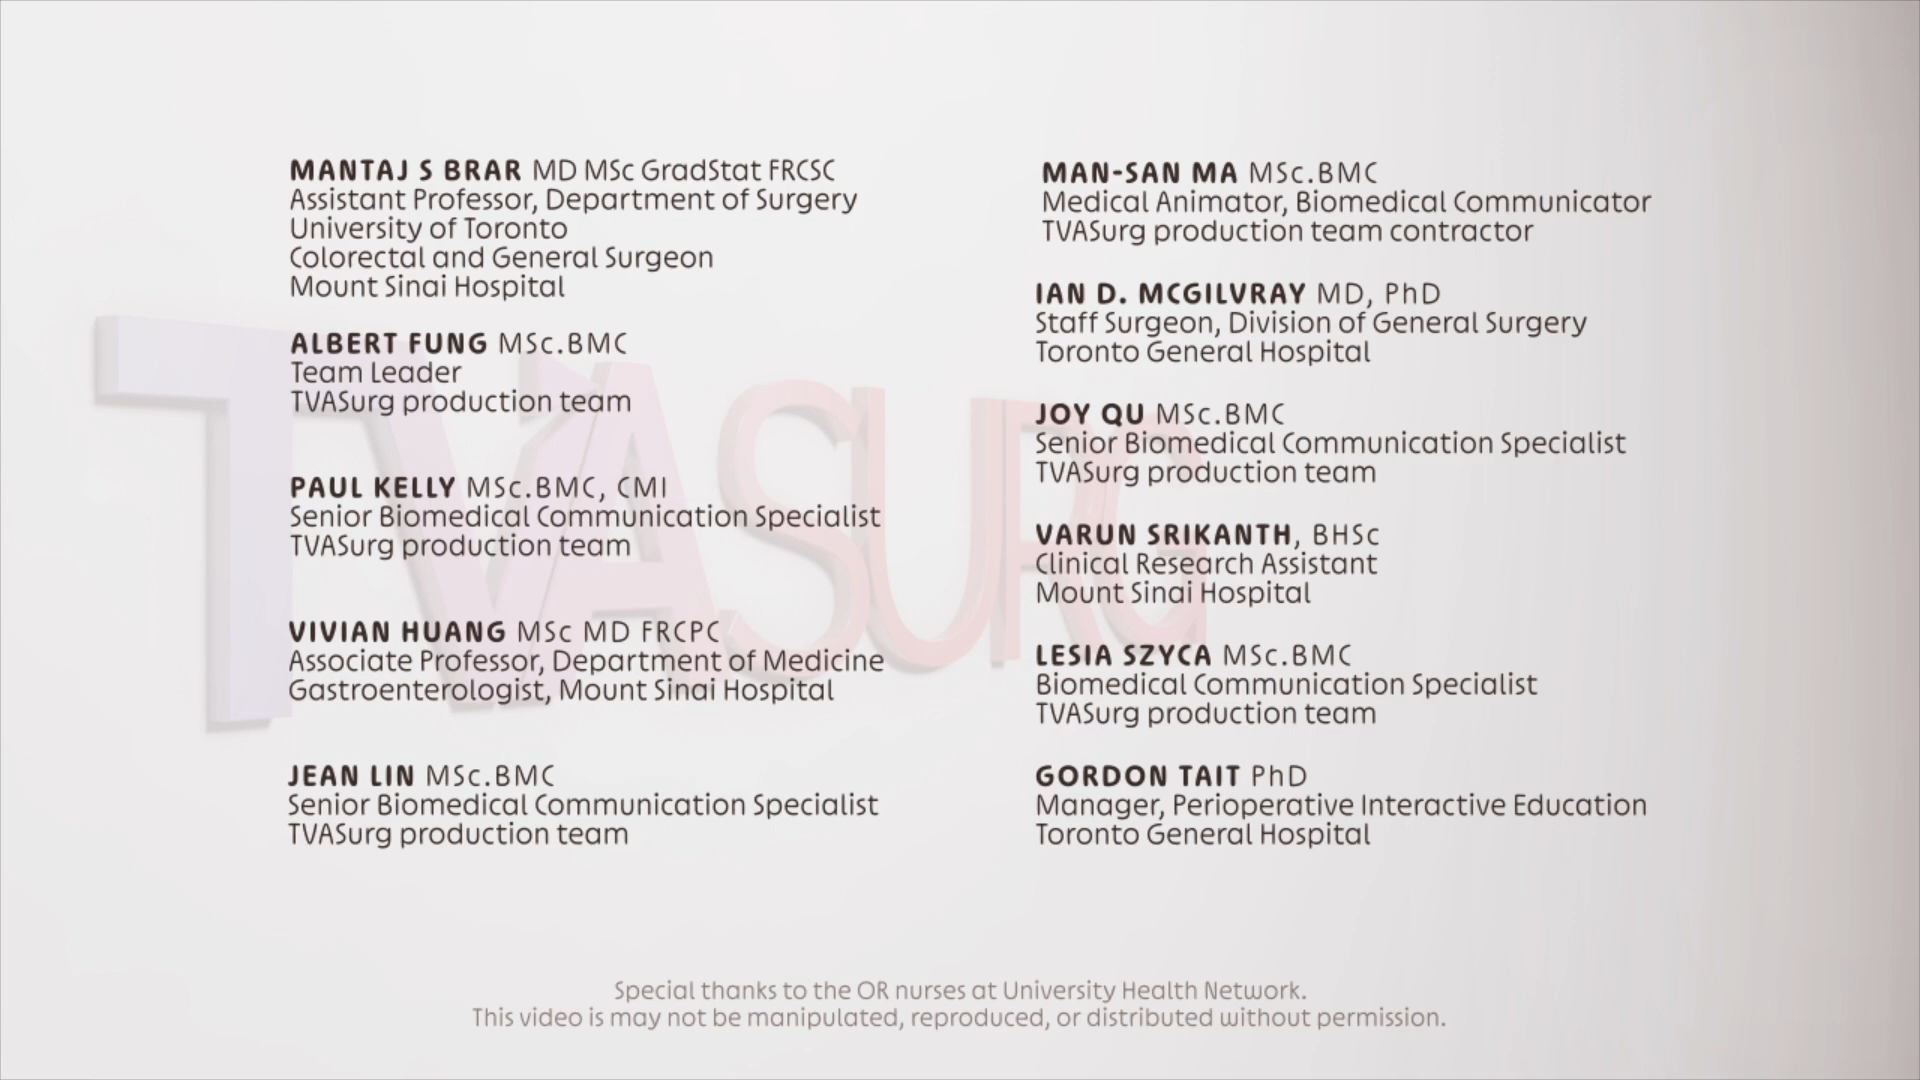 MANTAJ S BRAR MD MSc GradStat FRCSC
Assistant Professor, Department of Surgery
University of Toronto
Colorectal and General Surgeon
Mount Sinai Hospital
ALBERT FUNG MSc.BMC
Team Leader
TVASurg production team
PAUL KELLY MSc.BMC, CMI
Senior Biomedical Communication Specialist
TVASurg production team
VIVIAN HUANG MSc MD FRCPC
Associate Professor, Department of Medicine
Gastroenterologist, Mount Sinai Hospital
JEAN LIN MSc.BMC
Senior Biomedical Communication Specialist
TVASurg production team
MAN-SAN MA MSc.BMC
Medical Animator, Biomedical Communicator
TVASurg production team contractor
IAN D. MCGILVRAY MD, PhD
Staff Surgeon, Division of General Surgery
Toronto General Hospital
JOY QU MSc.BMC
Senior Biomedical Communication Specialist
TVASurg production team
VARUN SRIKANTH, BHSc
Clinical Research Assistant
Mount Sinai Hospital
LESIA SZYCA MSc.BMC
Biomedical Communication Specialist
TVASurg production team
GORDON TAIT PhD
Manager, Perioperative Interactive Education
Toronto General Hospital
TVASURG
Special thanks to the OR nurses at University Health Network.
This video is may not be manipulated, reproduced, or distributed without permission.